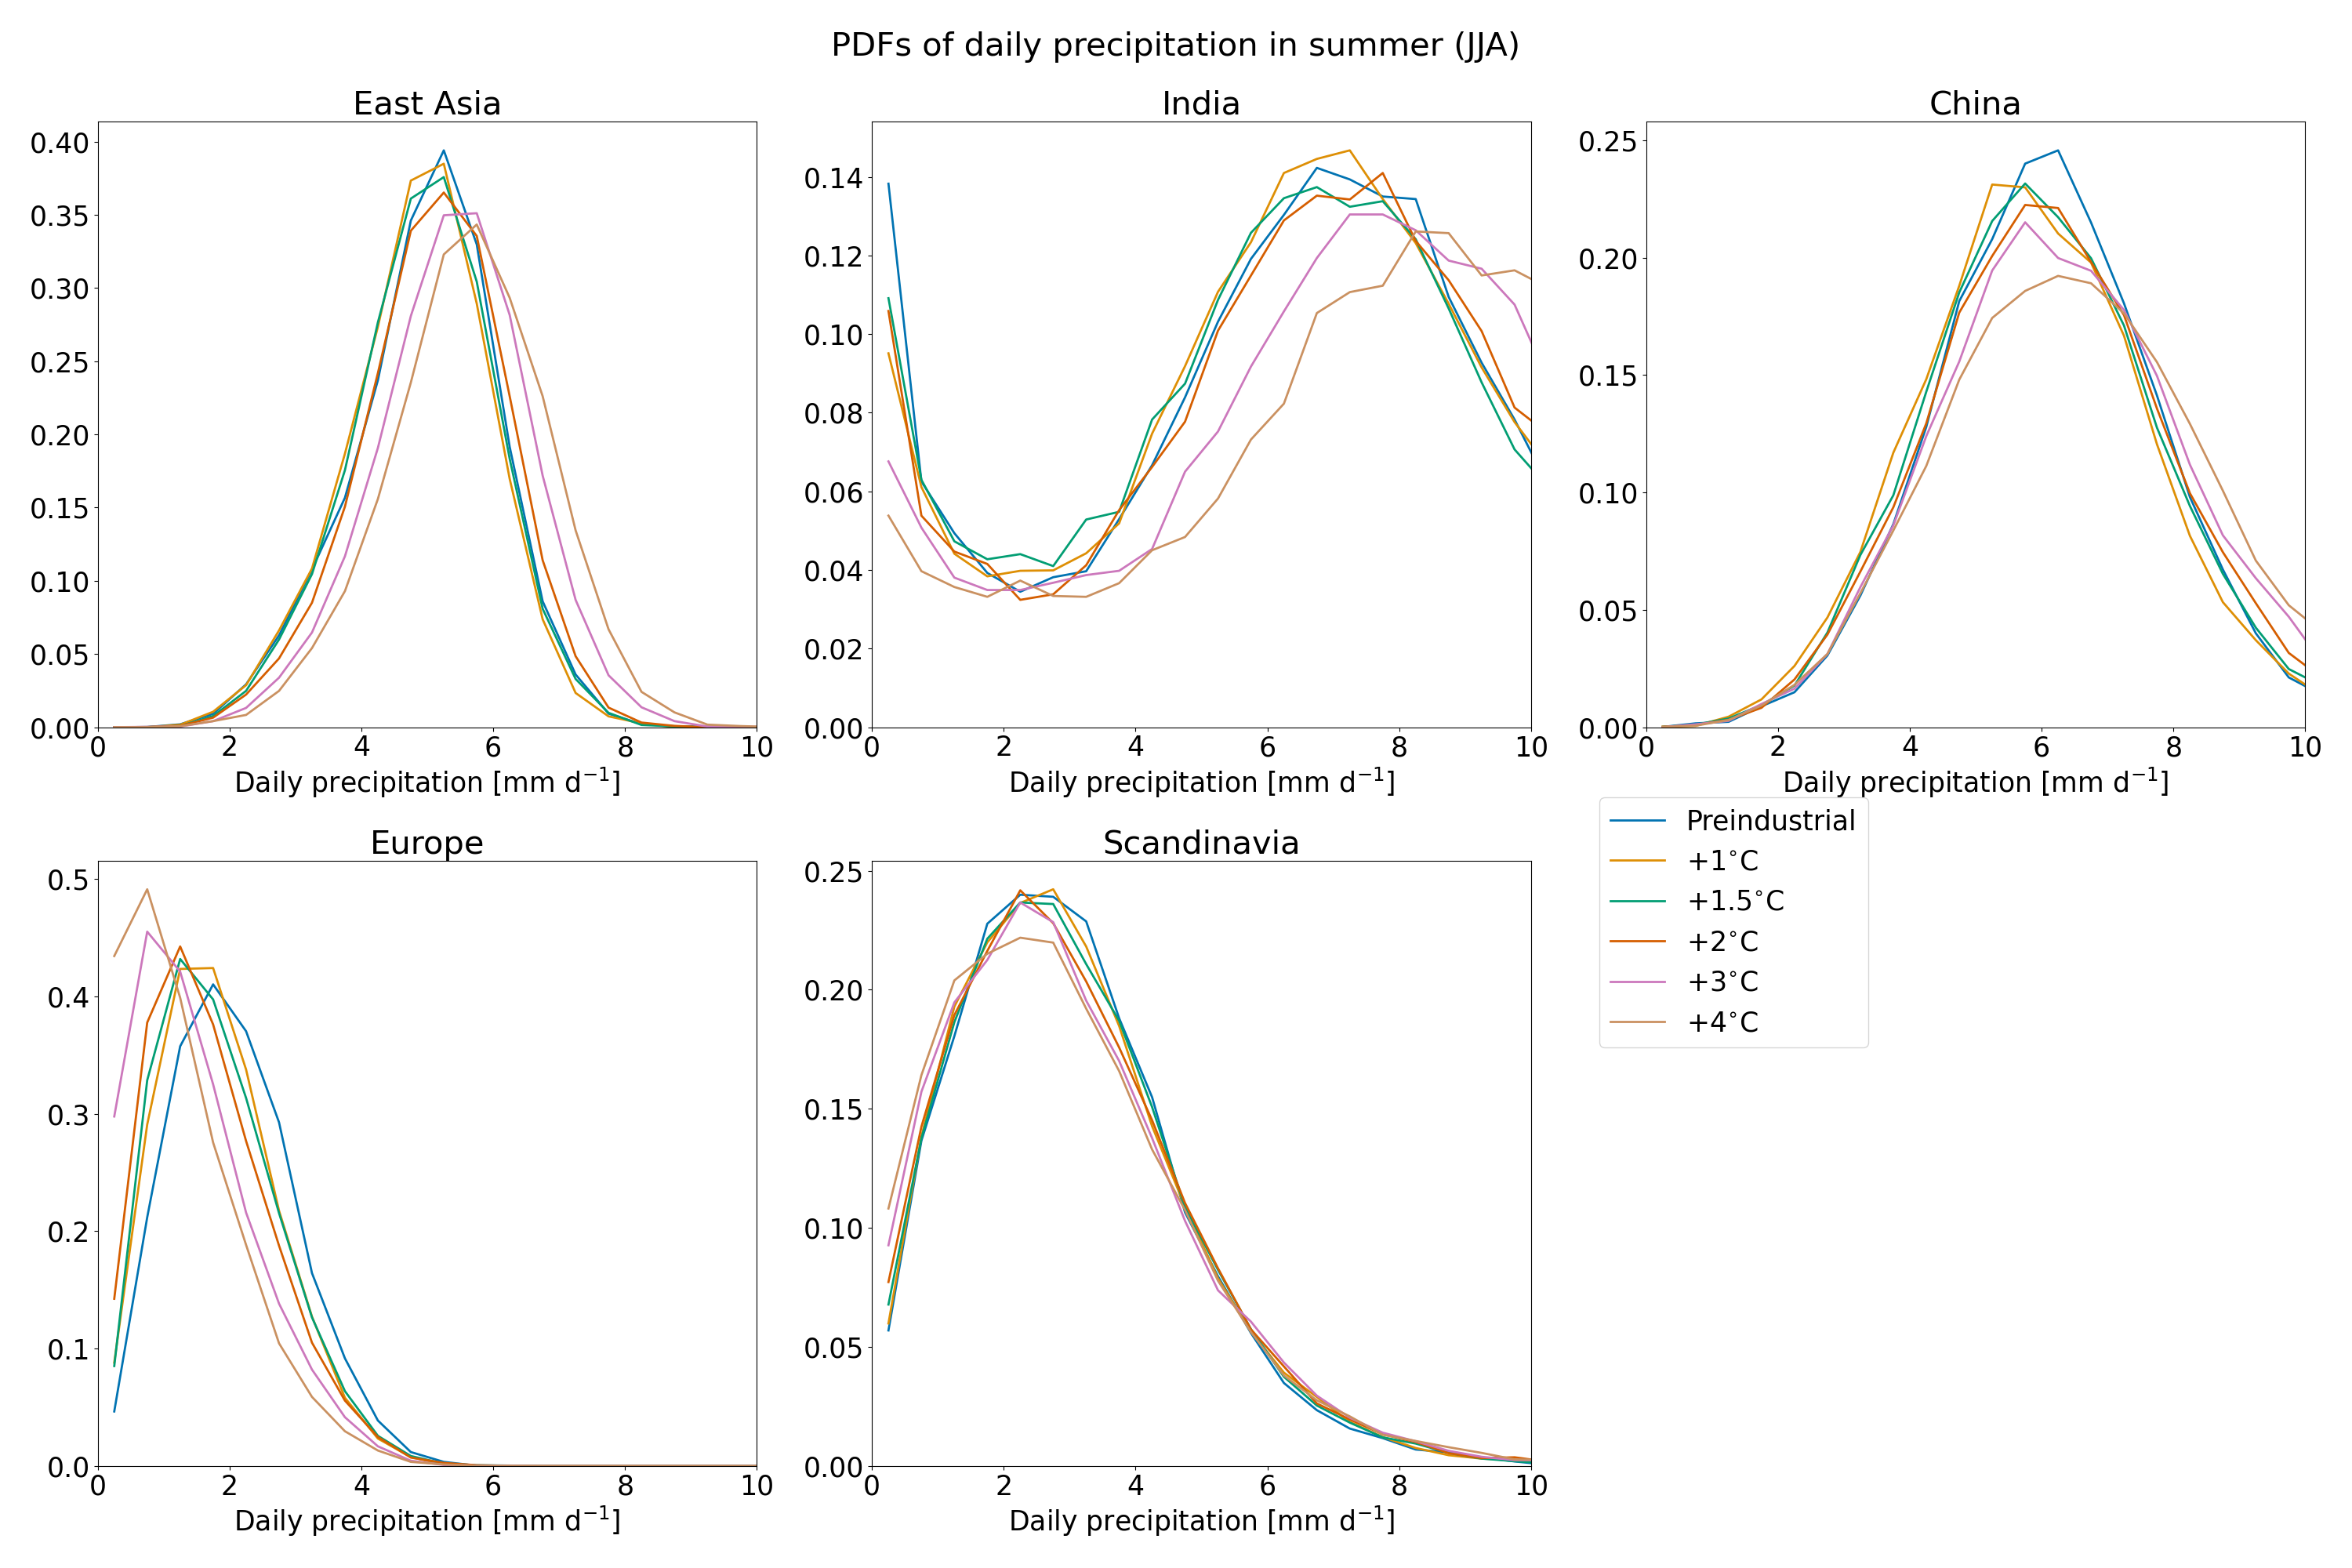 PDFs of daily precipitation in summer (JJA)
East Asia
0.40
0.35
0.30
0.25
0.20
0.15
0.10
0.05
0.00
0 2 4 6 8 10
Daily precipitation [mm d⁻¹]
India
0.14
0.12
0.10
0.08
0.06
0.04
0.02
0.00
0 2 4 6 8 10
Daily precipitation [mm d⁻¹]
China
0.25
0.20
0.15
0.10
0.05
0.00
0 2 4 6 8 10
Daily precipitation [mm d⁻¹]
Europe
0.5
0.4
0.3
0.2
0.1
0.0
0 2 4 6 8 10
Daily precipitation [mm d⁻¹]
Scandinavia
0.25
0.20
0.15
0.10
0.05
0.00
0 2 4 6 8 10
Daily precipitation [mm d⁻¹]
Preindustrial
+1°C
+1.5°C
+2°C
+3°C
+4°C